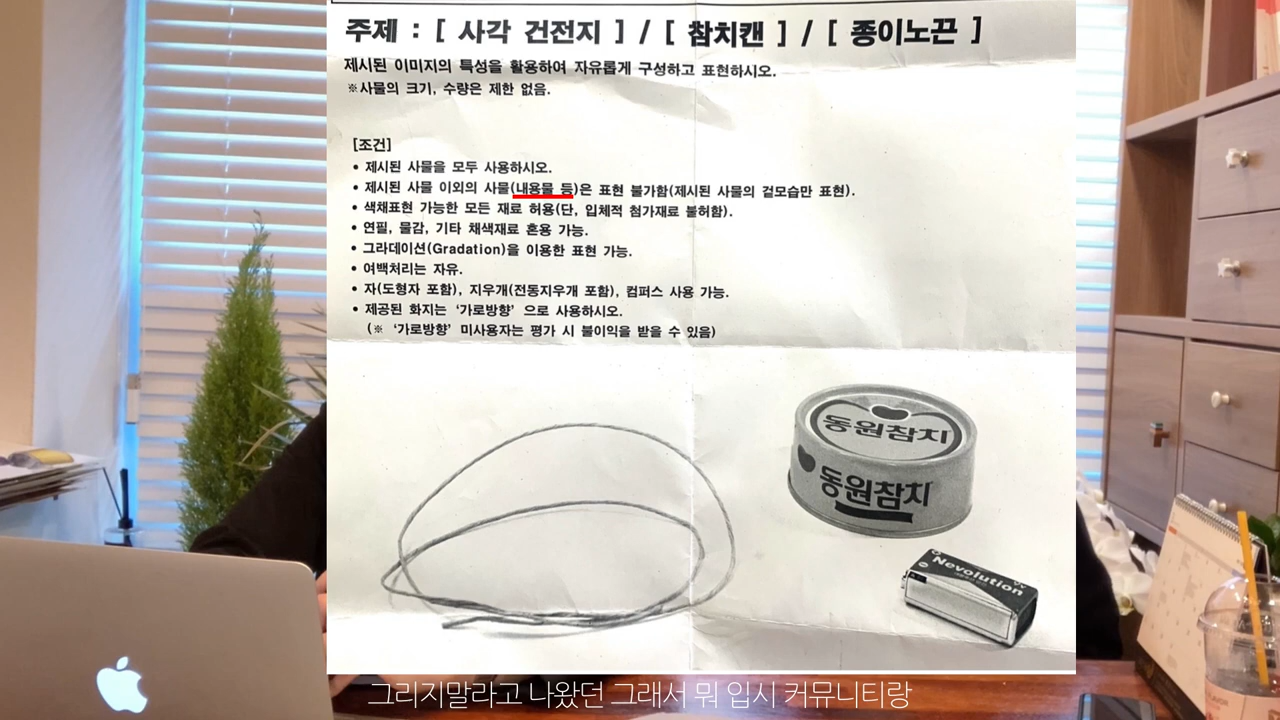 주제 : [ 사각 건전지 ] / [ 참치캔 ] / [ 종이노끈 ]
제시된 이미지의 특성을 활용하여 자유롭게 구성하고 표현하시오.
※사물의 크기, 수량은 제한 없음.
[조건]
• 제시된 사물을 모두 사용하시오.
• 제시된 사물 이외의 사물(내용물 등)은 표현 불가함(제시된 사물의 겉모습만 표현).
• 색채표현 가능한 모든 재료 허용(단, 입체적 첨가재료 불허함).
• 연필, 물감, 기타 채색재료 혼용 가능.
• 그라데이션(Gradation)을 이용한 표현 가능.
• 여백처리는 자유.
• 자(도형자 포함), 지우개(전동지우개 포함), 컴퍼스 사용 가능.
• 제공된 화지는 ‘가로방향’으로 사용하시오.
(※ ‘가로방향’미사용자는 평가 시 불이익을 받을 수 있음)
동원참치
동원참치
Nevolution
그리지말라고 나왔던 그래서 뭐 입시 커뮤니티랑